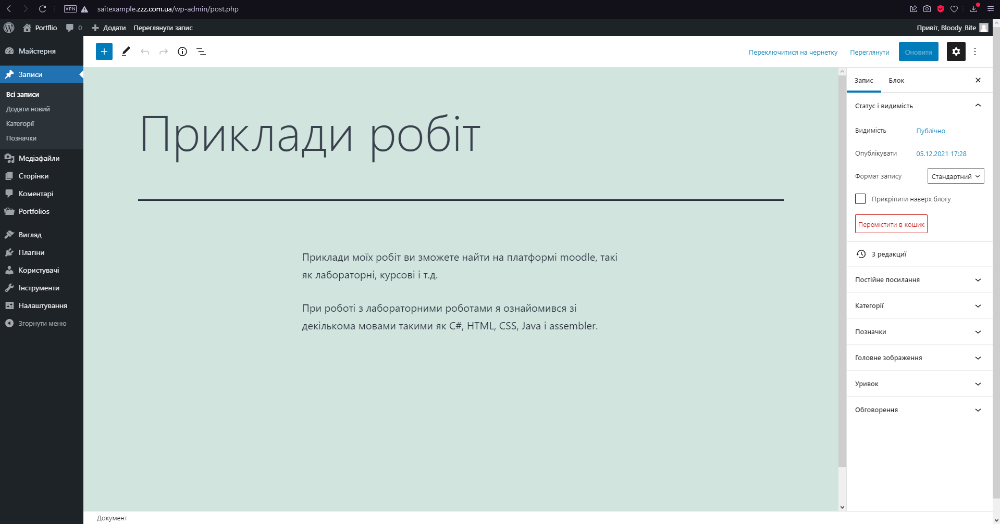 VPN
saitexample.zzz.com.ua/wp-admin/post.php
Portflio
0
Додати
Переглянути запис
Привіт, Bloody_Bite
Майстерня
Записи
Всі записи
Додати новий
Категорії
Позначки
Медіафайли
Сторінки
Коментарі
Portfolios
Вигляд
Плагіни
Користувачі
Інструменти
Налаштування
Згорнути меню
Переключитися на чернетку
Переглянути
Оновити
Приклади робіт
Приклади моїх робіт ви зможете найти на платформі moodle, такі
як лабораторні, курсові і т.д.
При роботі з лабораторними роботами я ознайомився зі
декількома мовами такими як C#, HTML, CSS, Java і assembler.
Запис
Блок
Статус і видимість
Видимість
Публічно
Опублікувати
05.12.2021 17:28
Формат запису
Стандартний
Прикріпити наверх блогу
Перемістити в кошик
3 редакції
Постійне посилання
Категорії
Позначки
Головне зображення
Уривок
Обговорення
Документ